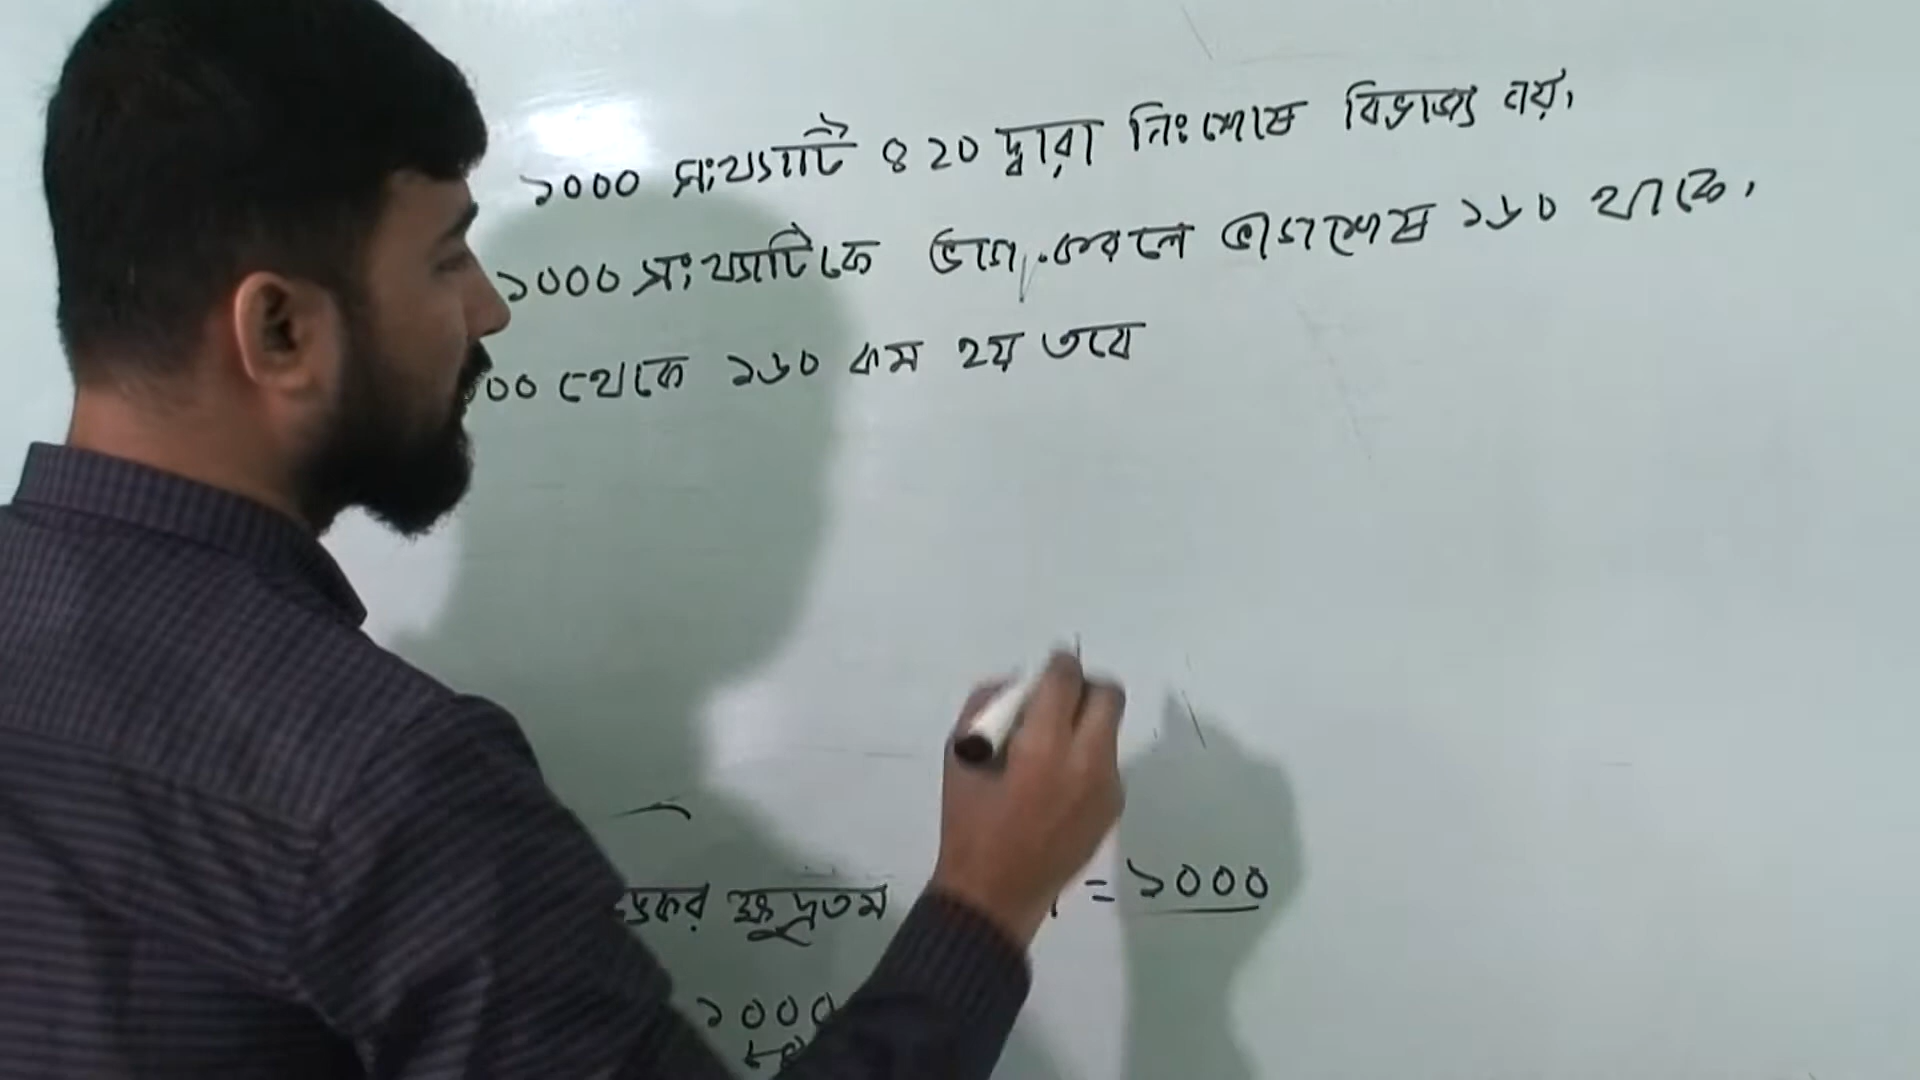 ১০০০ সংখ্যাটি ৪২০ দ্বারা নিঃশেষে বিভাজ্য নয়।
১০০০ সংখ্যাটিকে ভাগ করলে ভাগশেষ ১৬০ থাকে।
০০ থেকে ১৬০ কম হয় তবে
ক্ষুদ্রতম = ১০০০
১০০০